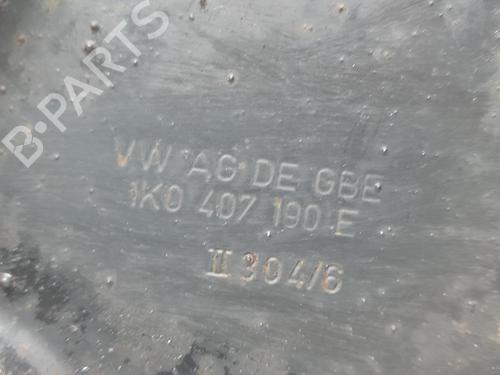 B-PARTS
VW AG DE GBE
1K0 407 190 E
II 304/6